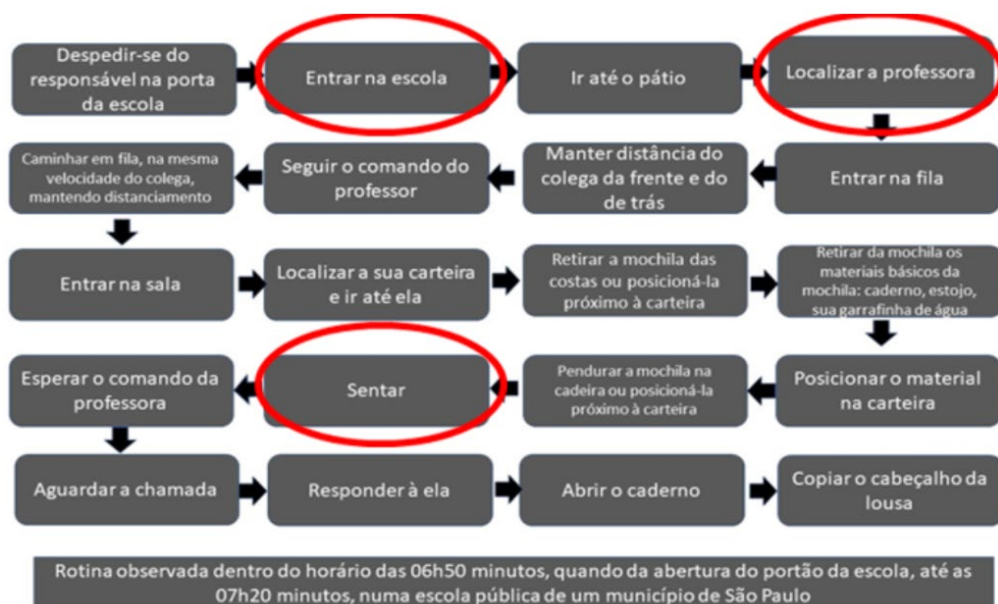 Despedir-se do
responsável na porta
da escola
Entrar na escola
Ir até o pátio
Localizar a professora
Entrar na fila
Manter distância do
colega da frente e do
de trás
Seguir o comando do
professor
Caminhar em fila, na mesma
velocidade do colega,
mantendo distanciamento
Entrar na sala
Localizar a sua carteira
e ir até ela
Retirar a mochila das
costas ou posicioná-la
próximo à carteira
Retirar da mochila os
materiais básicos da
mochila: caderno, estojo,
sua garrafinha de água
Posicionar o material
na carteira
Pendurar a mochila na
cadeira ou posicioná-la
próximo à carteira
Sentar
Esperar o comando da
professora
Aguardar a chamada
Responder à ela
Abrir o caderno
Copiar o cabeçalho da
lousa
Rotina observada dentro do horário das 06h50 minutos, quando da abertura do portão da escola, até as
07h20 minutos, numa escola pública de um município de São Paulo